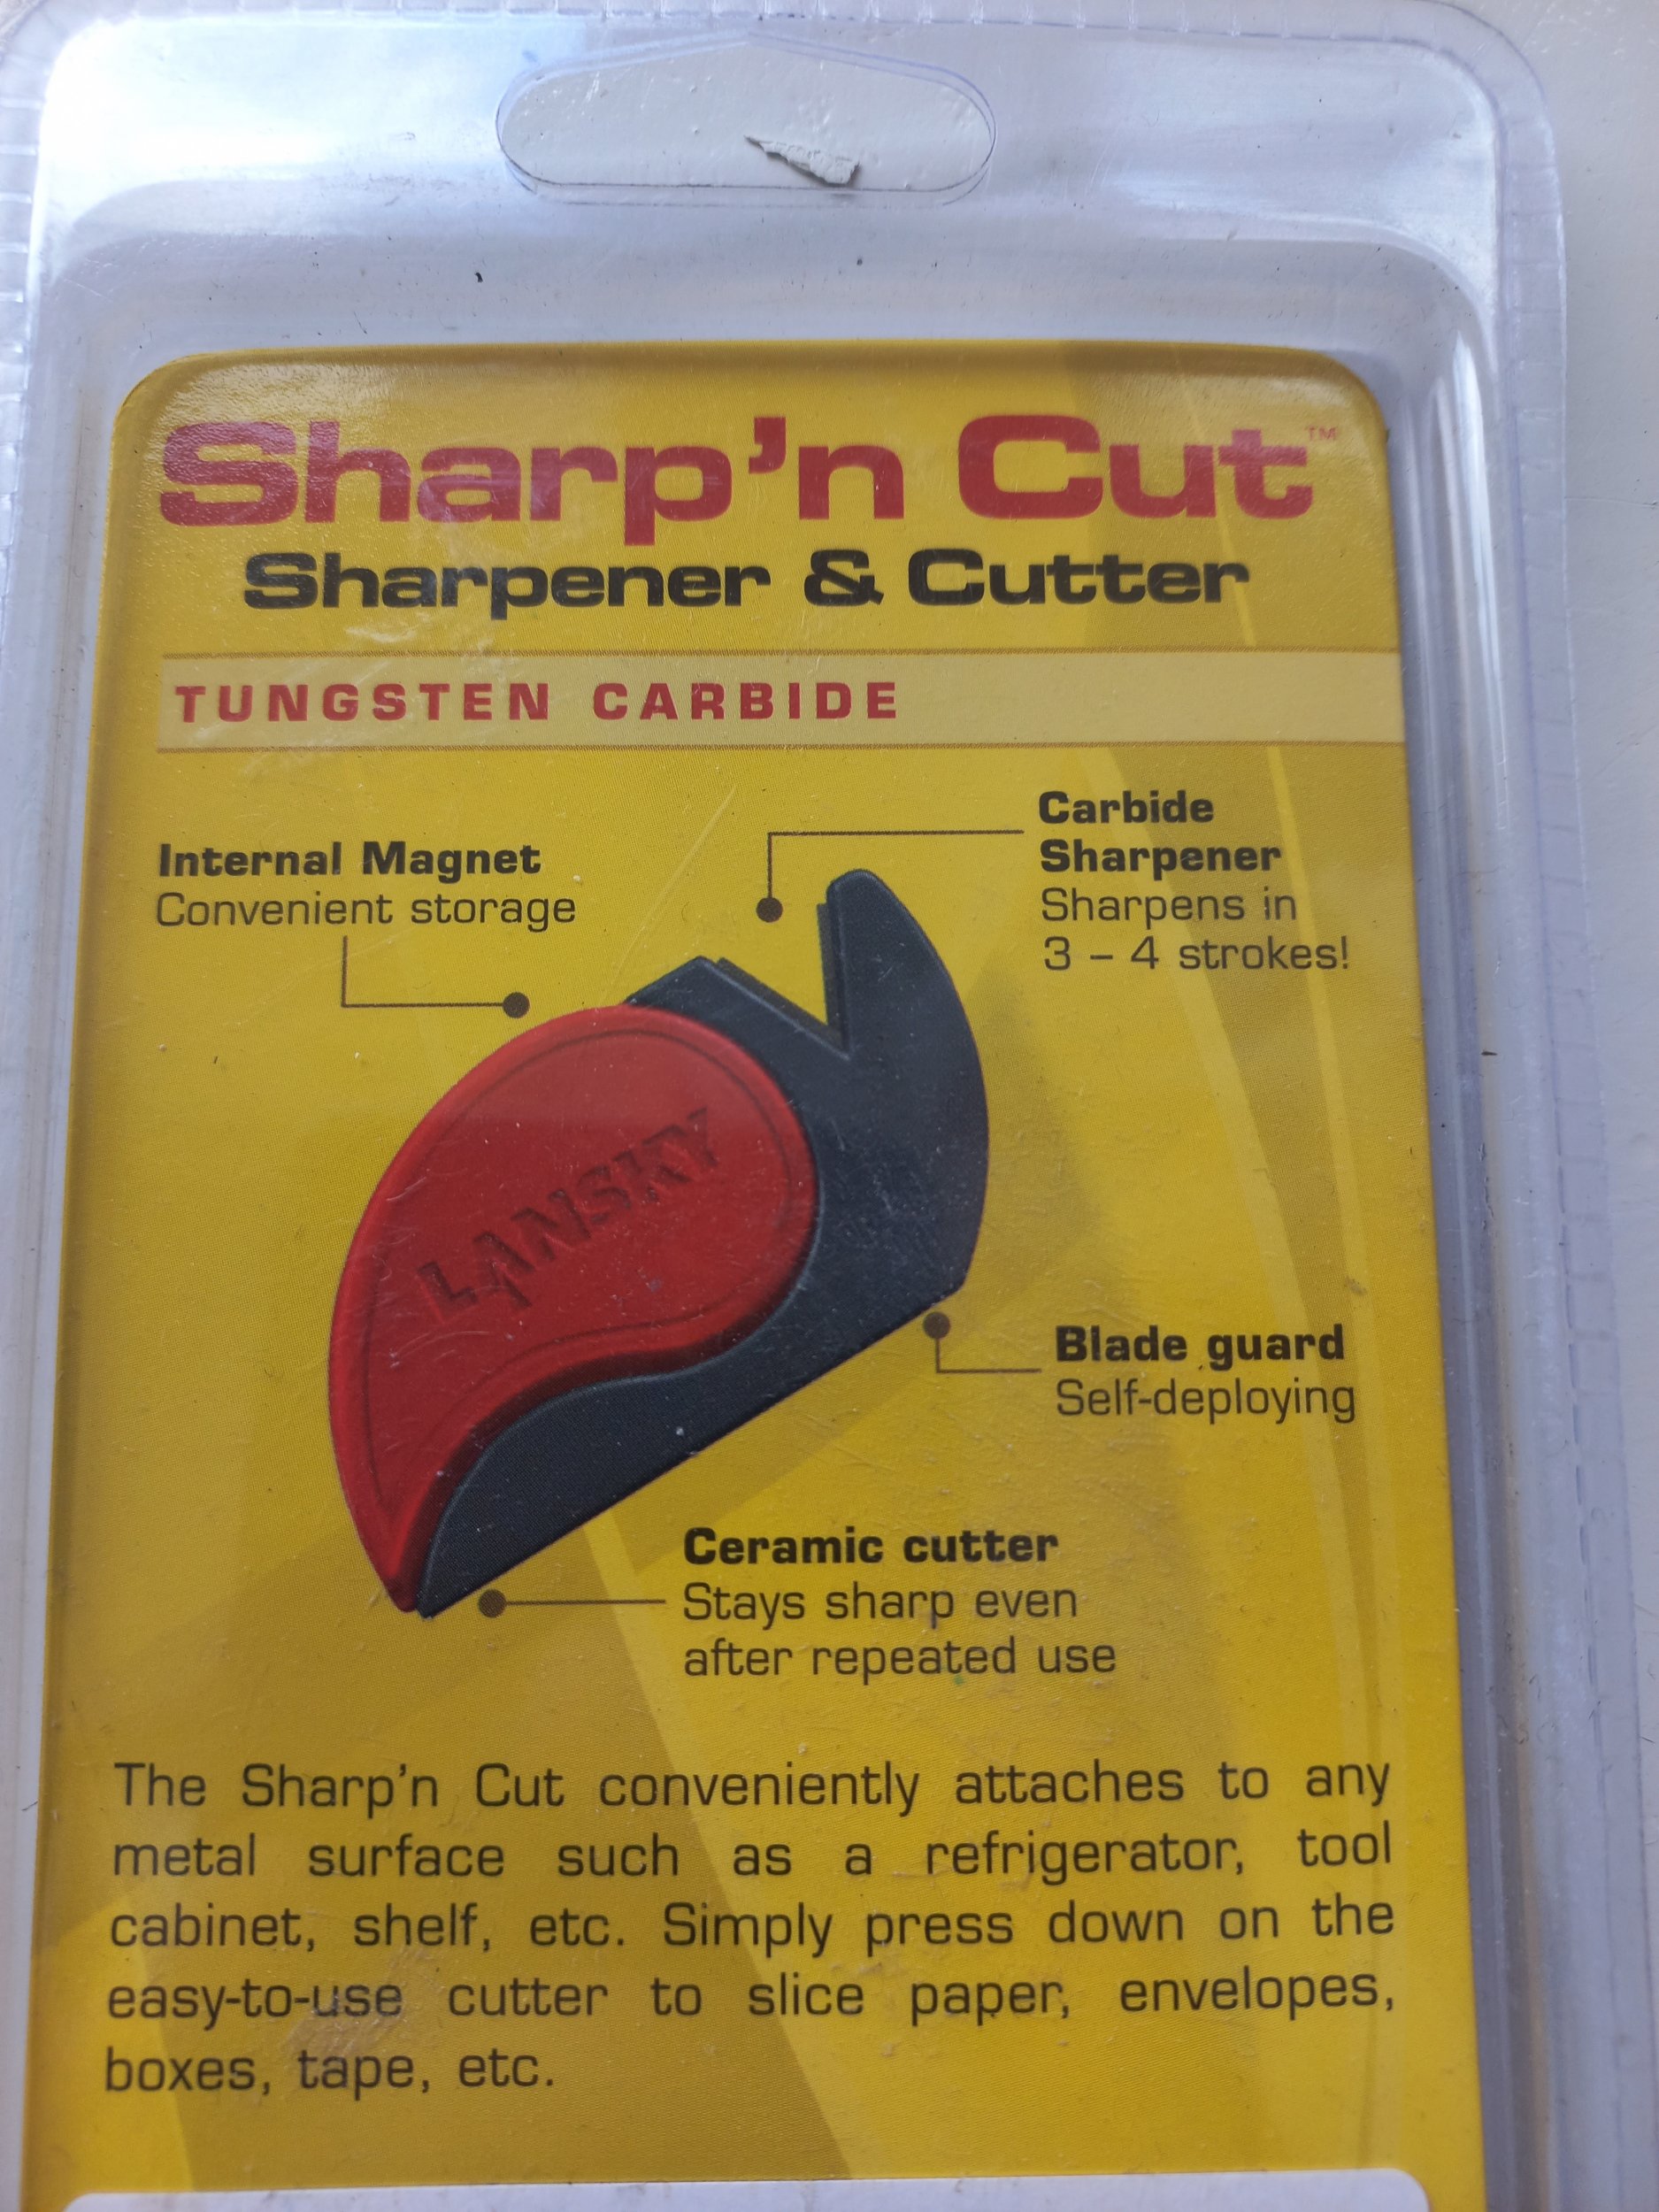 Sharp'n Cut™
Sharpener & Cutter
TUNGSTEN CARBIDE
Internal Magnet
Convenient storage
Carbide
Sharpener
Sharpens in
3 – 4 strokes!
LANSKY
Blade guard
Self-deploying
Ceramic cutter
Stays sharp even
after repeated use
The Sharp'n Cut conveniently attaches to any
metal surface such as a refrigerator, tool
cabinet, shelf, etc. Simply press down on the
easy-to-use cutter to slice paper, envelopes,
boxes, tape, etc.